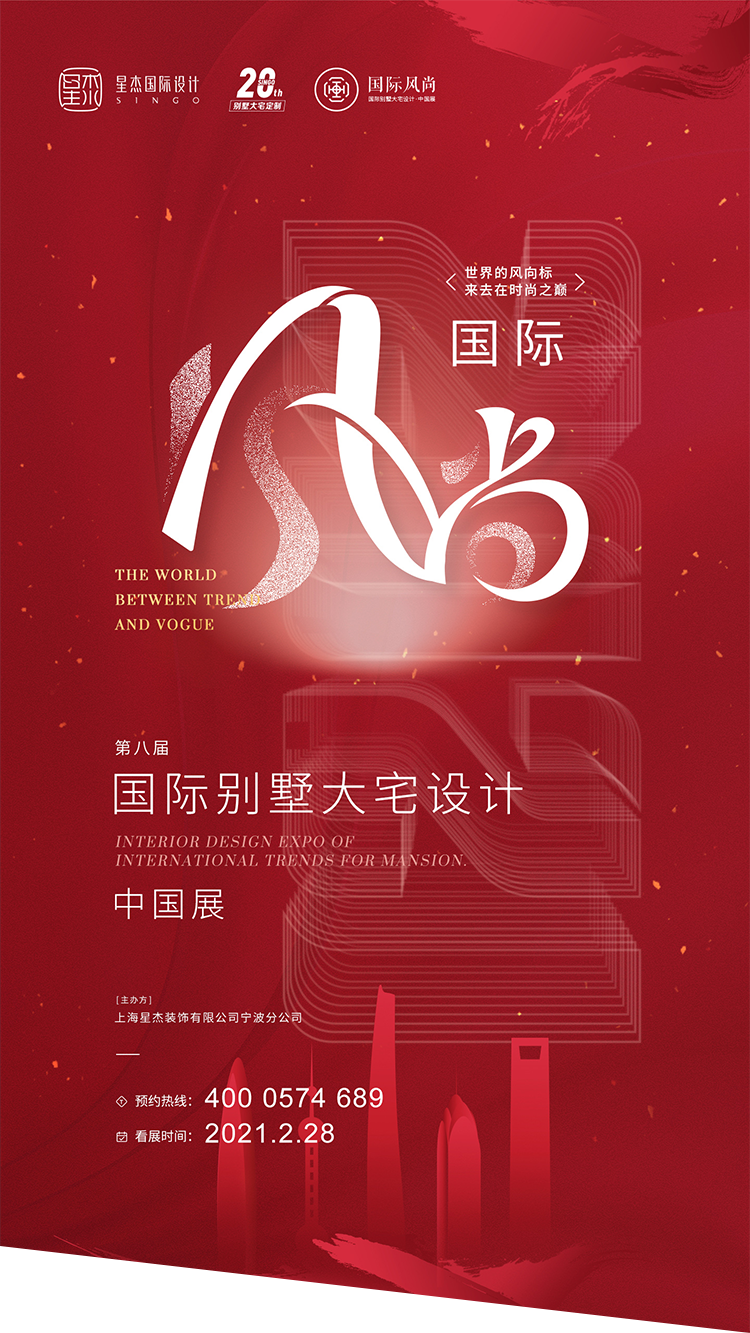 星杰
星杰国际设计
SINGO
20th
SINGO
别墅大宅定制
国际风尚
国际别墅大宅设计·中国展
世界的风向标
来去在时尚之巅
国际
风尚
THE WORLD
BETWEEN TREND
AND VOGUE
第八届
国际别墅大宅设计
INTERIOR DESIGN EXPO OF
INTERNATIONAL TRENDS FOR MANSION.
中国展
[主办方]
上海星杰装饰有限公司宁波分公司
预约热线: 400 0574 689
看展时间: 2021.2.28